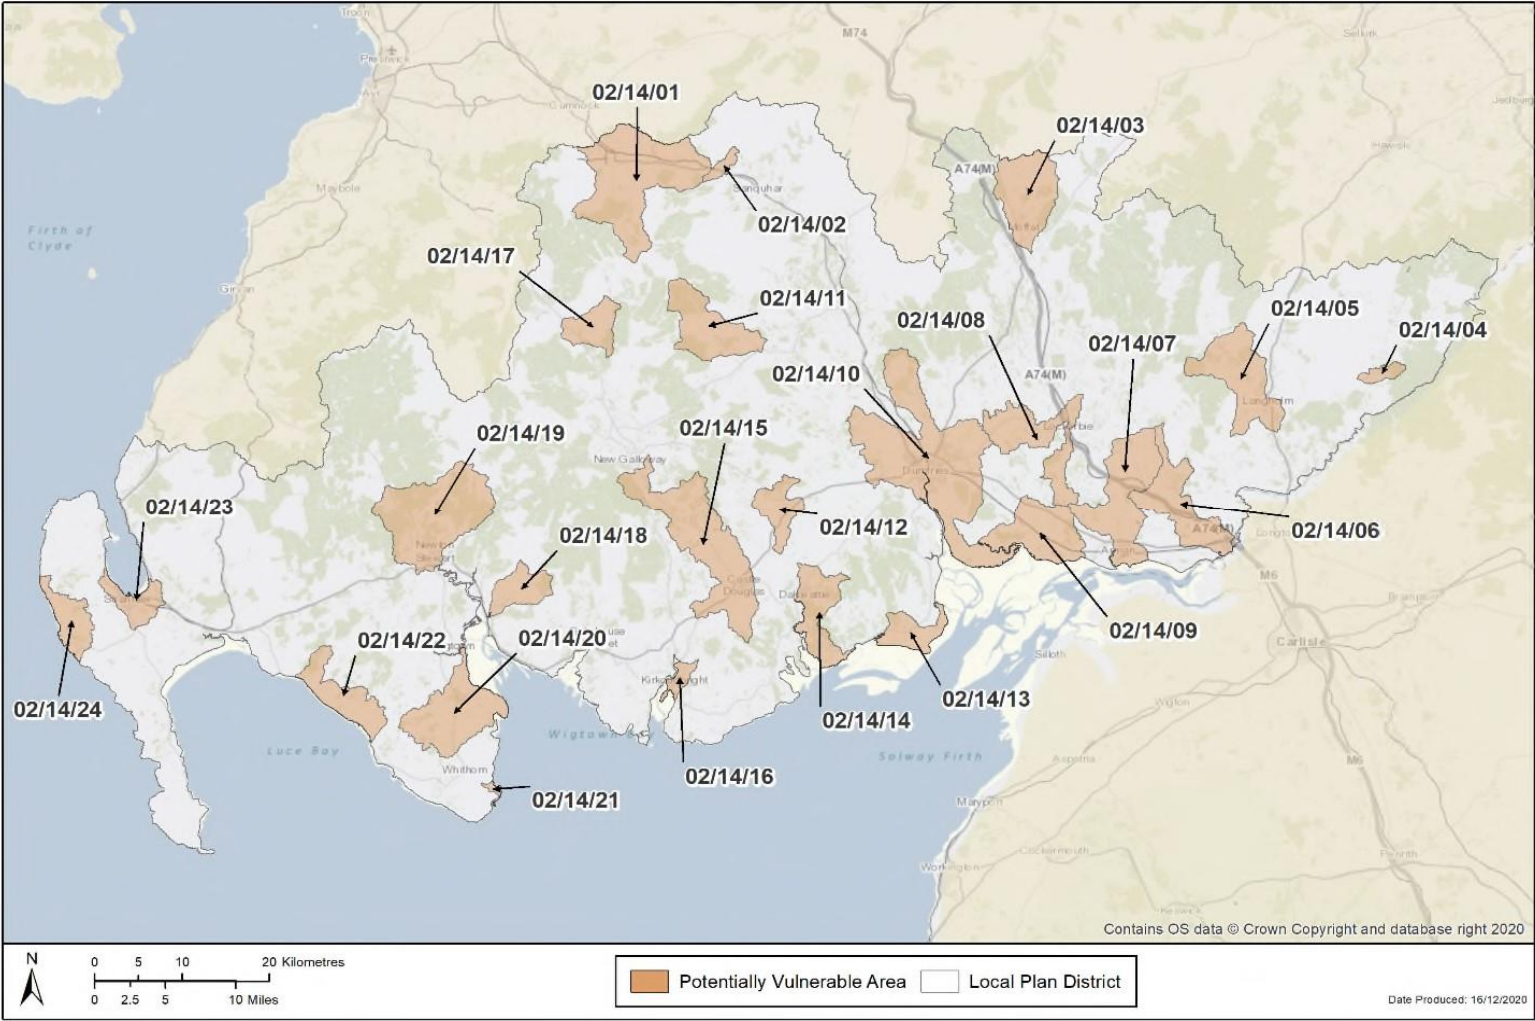 Troon
Prestwick
Ayr
M74
Selkirk
Jedburg
Cumnock
02/14/01
02/14/03
Hawick
A74(M)
Sanquhar
Maybole
02/14/02
Moffat
Firth of
Clyde
02/14/17
Girvan
02/14/11
02/14/08
02/14/05
02/14/04
02/14/07
02/14/10
A74(M)
Langholm
02/14/19
02/14/15
Lockerbie
New Galloway
Dumfries
02/14/23
02/14/18
02/14/12
A74(M)
02/14/06
Newton
Stewart
Annan
M6
Castle
Douglas
Dalbeattie
Brampton
Stranraer
02/14/22
02/14/20
02/14/09
Carlisle
Silloth
Kirkcudbright
02/14/24
02/14/14
02/14/13
Wigton
Luce Bay
Wigtown Bay
Solway Firth
Aspatria
M6
Whithorn
02/14/16
02/14/21
Maryport
Cockermouth
Penrith
Workington
Keswick
Contains OS data © Crown Copyright and database right 2020
N
0 5 10 20 Kilometres
0 2.5 5 10 Miles
Potentially Vulnerable Area
Local Plan District
Date Produced: 16/12/2020